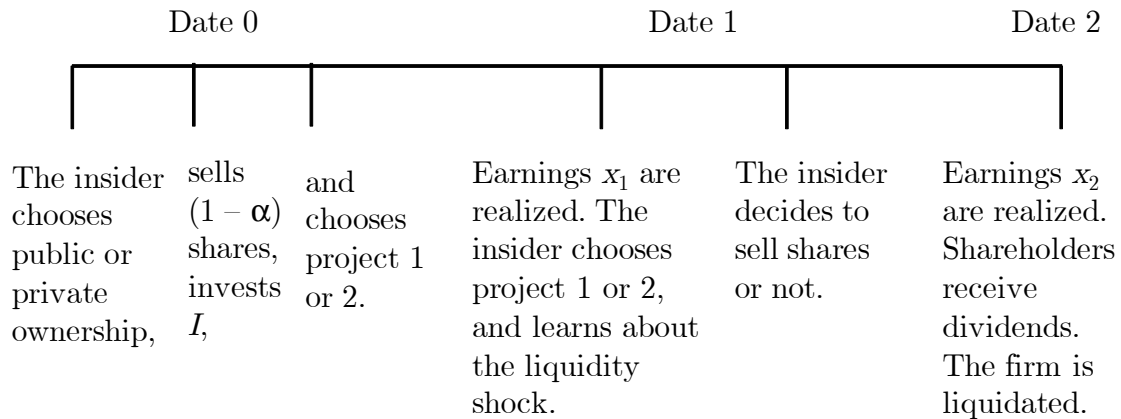 Date 0
Date 1
Date 2
The insider
chooses
public or
private
ownership,
sells
(1 – α)
shares,
invests
I,
and
chooses
project 1
or 2.
Earnings x₁ are
realized. The
insider chooses
project 1 or 2,
and learns about
the liquidity
shock.
The insider
decides to
sell shares
or not.
Earnings x₂
are realized.
Shareholders
receive
dividends.
The firm is
liquidated.